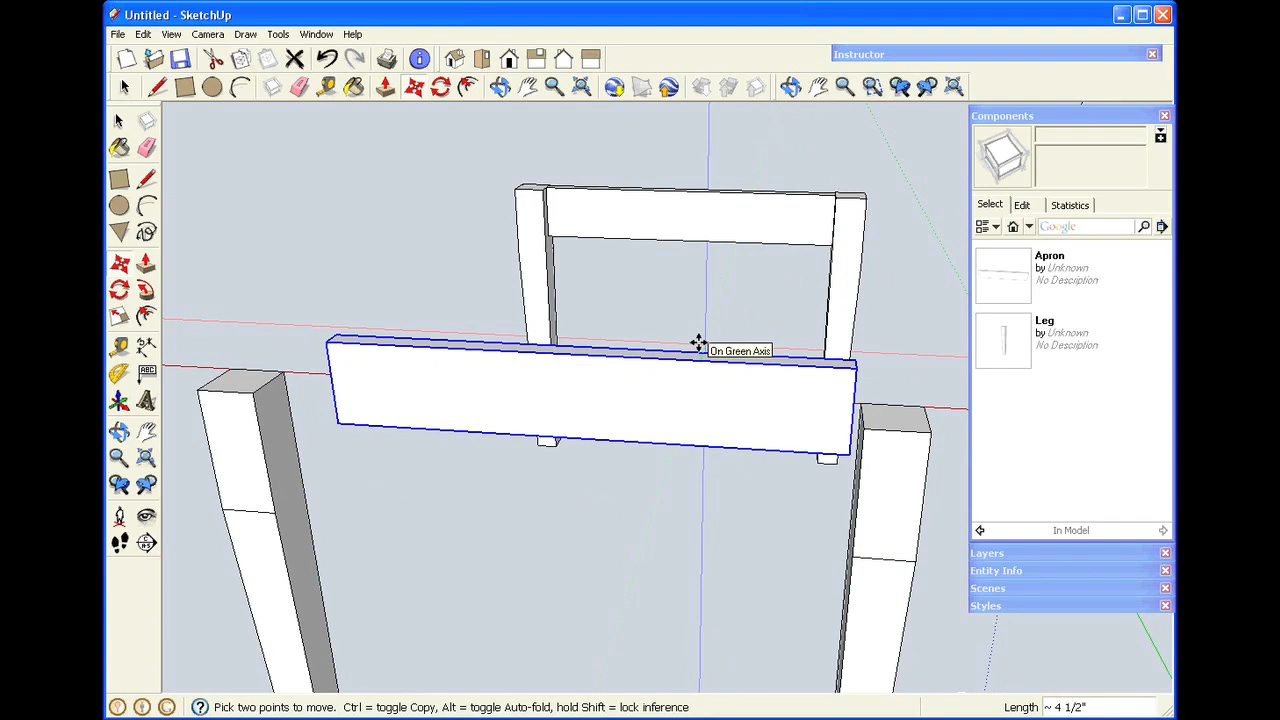 Untitled - SketchUp
File Edit View Camera Draw Tools Window Help
Instructor
Components
Select Edit Statistics
Google
Apron
by Unknown
No Description
Leg
by Unknown
No Description
In Model
Layers
Entity Info
Scenes
Styles
On Green Axis
ABC
Pick two points to move. Ctrl = toggle Copy, Alt = toggle Auto-fold, hold Shift = lock inference
Length ~ 4 1/2"